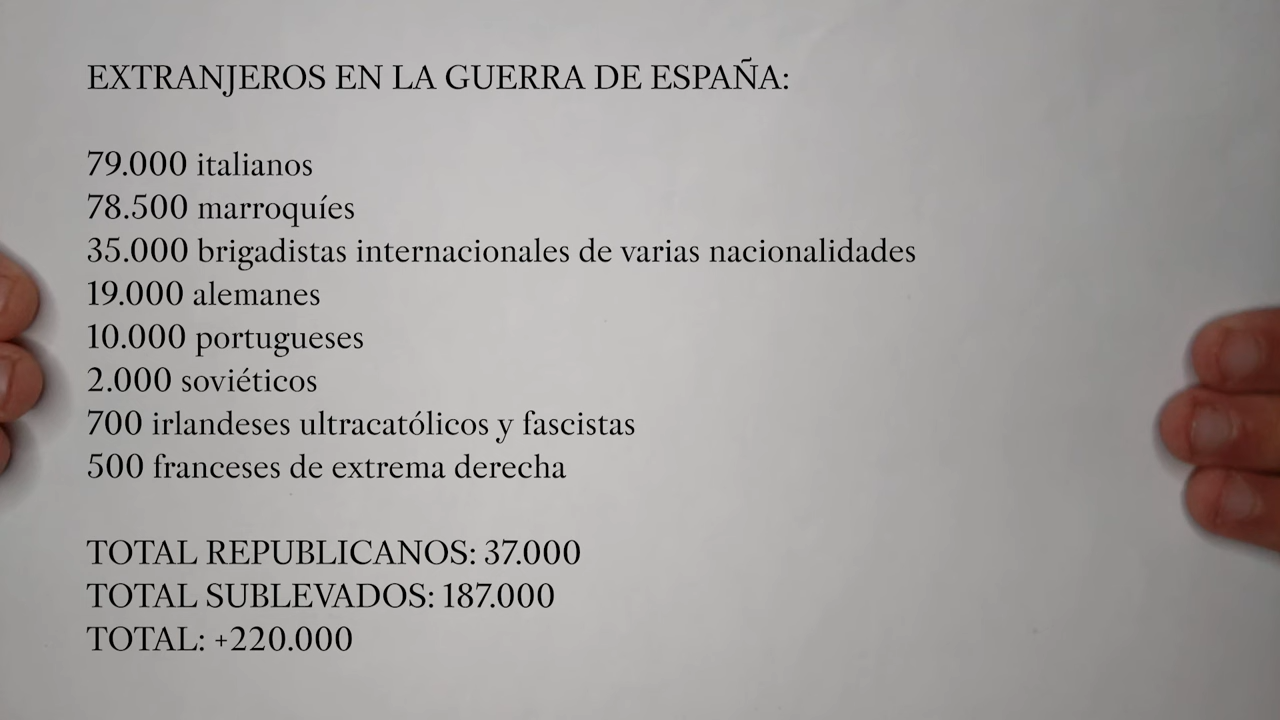 EXTRANJEROS EN LA GUERRA DE ESPAÑA:
79.000 italianos
78.500 marroquíes
35.000 brigadistas internacionales de varias nacionalidades
19.000 alemanes
10.000 portugueses
2.000 soviéticos
700 irlandeses ultracatólicos y fascistas
500 franceses de extrema derecha
TOTAL REPUBLICANOS: 37.000
TOTAL SUBLEVADOS: 187.000
TOTAL: +220.000